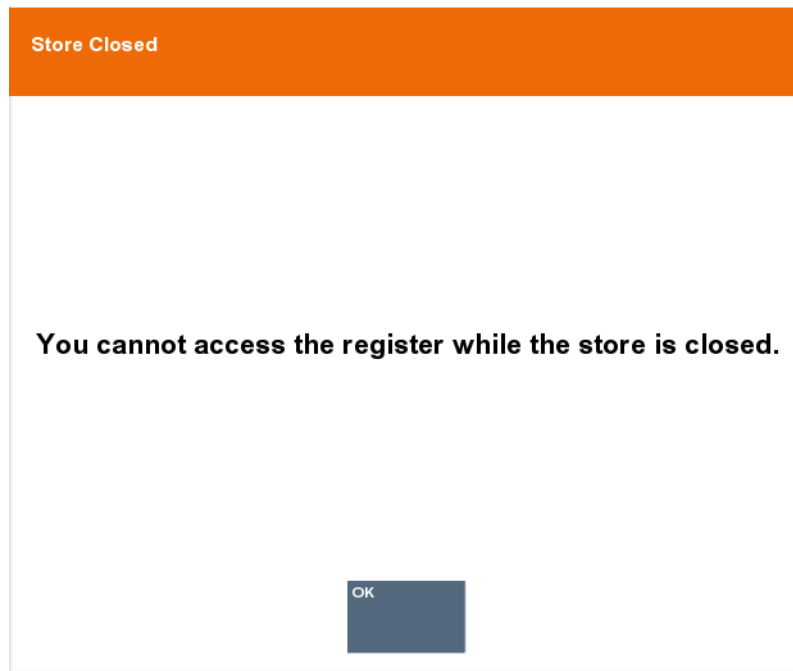 Store Closed
You cannot access the register while the store is closed.
OK